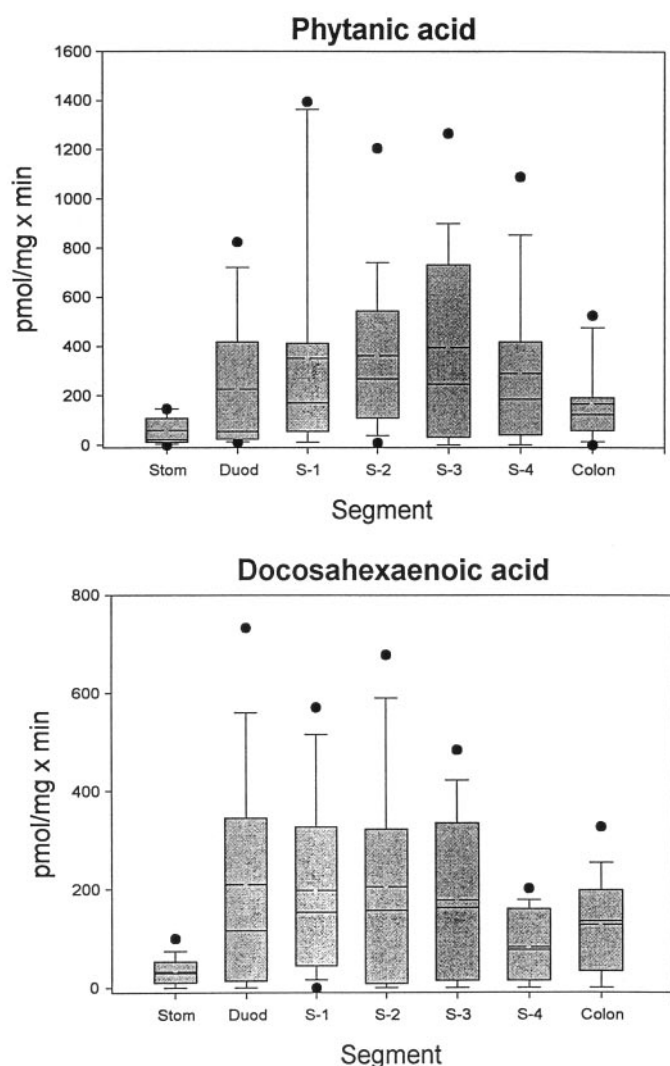 Phytanic acid
1600
1400
1200
1000
800
600
400
200
0
pmol/mg x min
Stom Duod S-1 S-2 S-3 S-4 Colon
Segment
Docosahexaenoic acid
800
600
400
200
0
pmol/mg x min
Stom Duod S-1 S-2 S-3 S-4 Colon
Segment